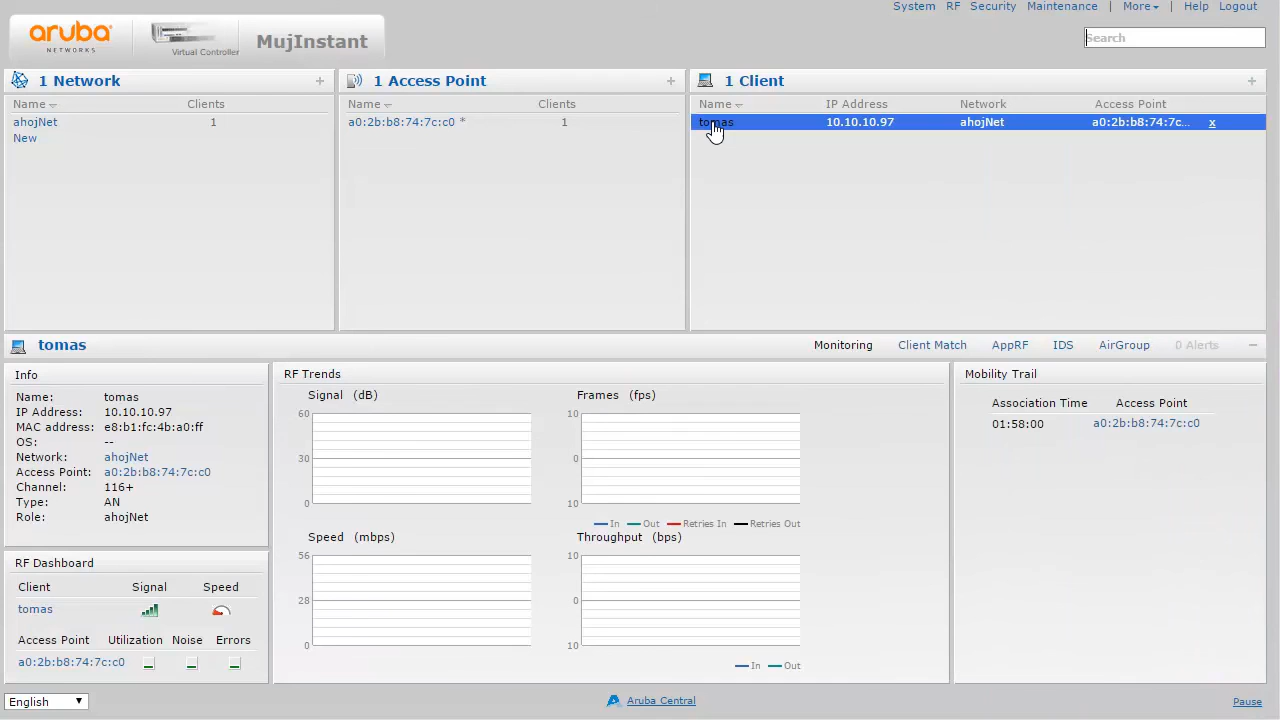 System RF Security Maintenance | More | Help Logout
aruba
NETWORKS
Virtual Controller
MujInstant
Search
1 Network +
Name Clients
ahojNet 1
New
1 Access Point +
Name Clients
a0:2b:b8:74:7c:c0 * 1
1 Client +
Name IP Address Network Access Point
tomas 10.10.10.97 ahojNet a0:2b:b8:74:7c... x
tomas
Monitoring Client Match AppRF IDS AirGroup 0 Alerts −
Info
Name: tomas
IP Address: 10.10.10.97
MAC address: e8:b1:fc:4b:a0:ff
OS: --
Network: ahojNet
Access Point: a0:2b:b8:74:7c:c0
Channel: 116+
Type: AN
Role: ahojNet
RF Dashboard
Client Signal Speed
tomas
Access Point Utilization Noise Errors
a0:2b:b8:74:7c:c0
RF Trends
Signal (dB)
60
30
0
Frames (fps)
10
0
10
In Out Retries In Retries Out
Speed (mbps)
56
28
0
Throughput (bps)
10
0
10
In Out
Mobility Trail
Association Time Access Point
01:58:00 a0:2b:b8:74:7c:c0
English
Aruba Central
Pause